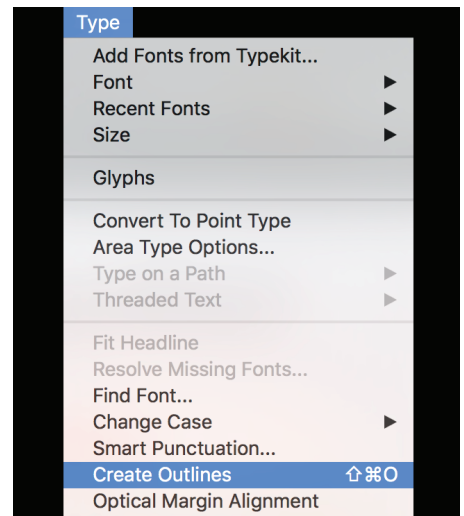 Type
Add Fonts from Typekit...
Font ▶
Recent Fonts ▶
Size ▶
Glyphs
Convert To Point Type
Area Type Options...
Type on a Path ▶
Threaded Text ▶
Fit Headline
Resolve Missing Fonts...
Find Font...
Change Case ▶
Smart Punctuation...
Create Outlines ⇧⌘O
Optical Margin Alignment